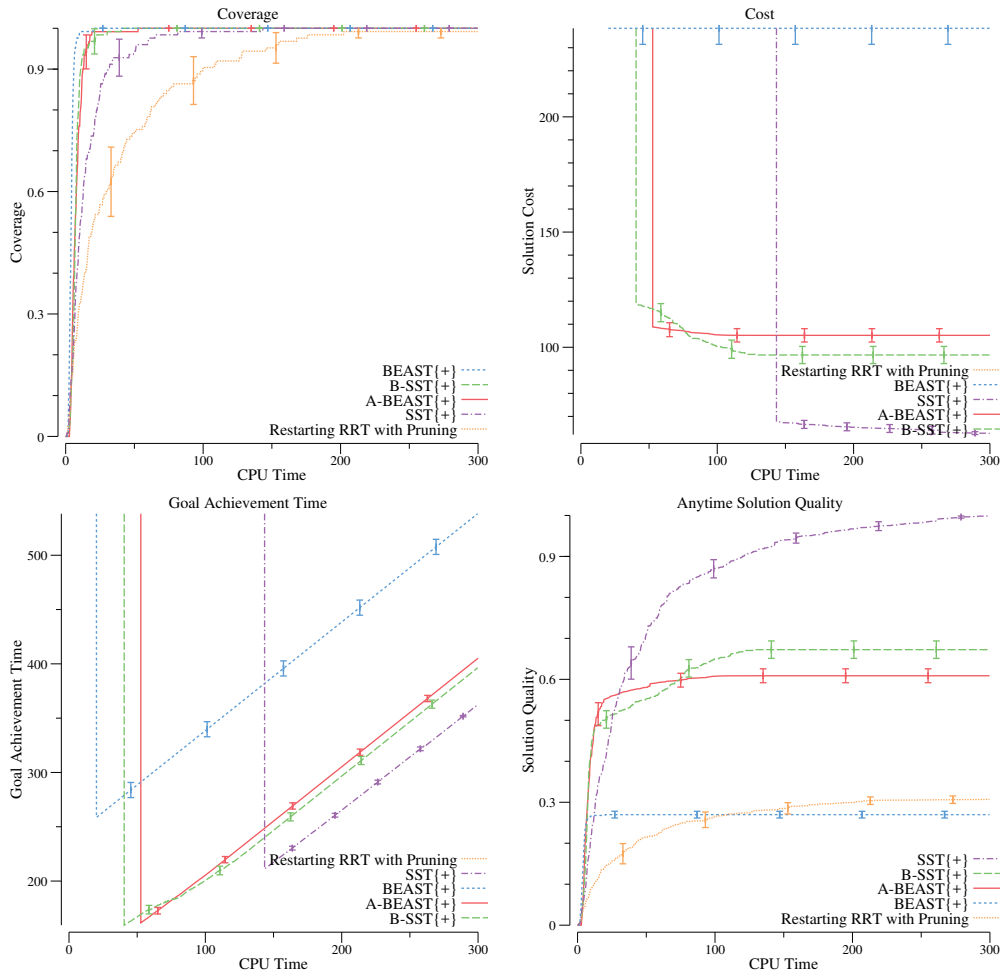 Coverage
Coverage
0.9
0.6
0.3
0
BEAST{+}
B-SST{+}
A-BEAST{+}
SST{+}
Restarting RRT with Pruning
0 100 200 300
CPU Time
Cost
Solution Cost
200
150
100
Restarting RRT with Pruning
BEAST{+}
SST{+}
A-BEAST{+}
B-SST{+}
0 100 200 300
CPU Time
Goal Achievement Time
Goal Achievement Time
500
400
300
200
Restarting RRT with Pruning
SST{+}
BEAST{+}
A-BEAST{+}
B-SST{+}
0 100 200 300
CPU Time
Anytime Solution Quality
Solution Quality
0.9
0.6
0.3
0
SST{+}
B-SST{+}
A-BEAST{+}
BEAST{+}
Restarting RRT with Pruning
0 100 200 300
CPU Time